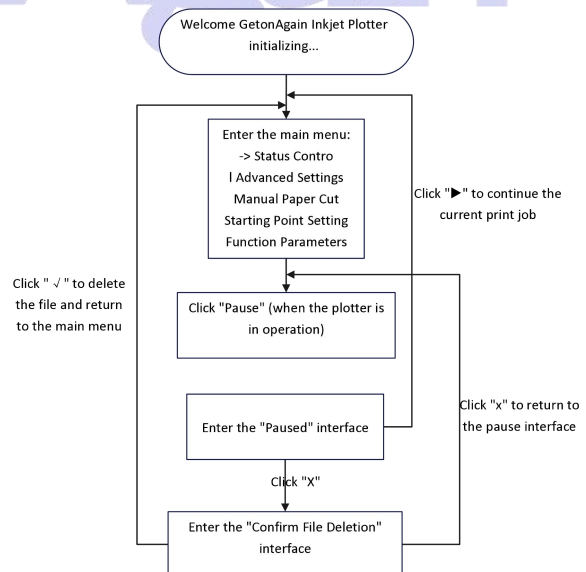 Welcome GetonAgain Inkjet Plotter
initializing...
Enter the main menu:
-> Status Contro
l Advanced Settings
Manual Paper Cut
Starting Point Setting
Function Parameters
Click "▶" to continue the
current print job
Click " √ " to delete
the file and return
to the main menu
Click "Pause" (when the plotter is
in operation)
Click "x" to return to
the pause interface
Enter the "Paused" interface
Click "X"
Enter the "Confirm File Deletion"
interface